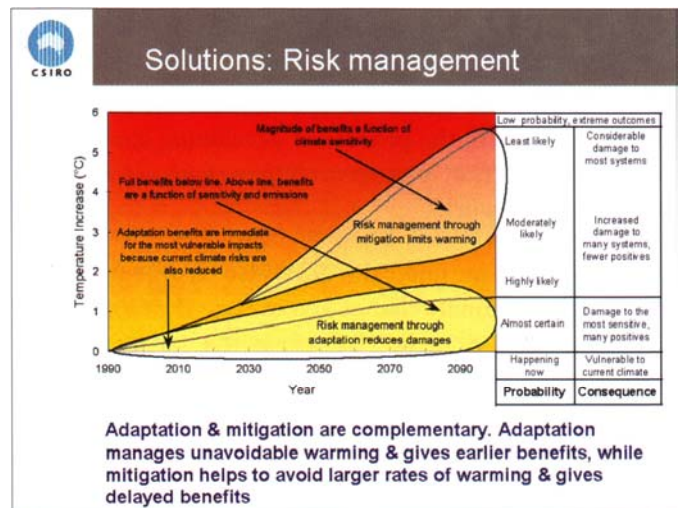 CSIRO
Solutions: Risk management
Temperature Increase (°C)
6
5
4
3
2
1
0
Magnitude of benefits a function of
climate sensitivity
Full benefits below line. Above line, benefits
are a function of sensitivity and emissions
Adaptation benefits are immediate
for the most vulnerable impacts
because current climate risks are
also reduced
Risk management through
mitigation limits warming
Risk management through
adaptation reduces damages
1990
2010
2030
2050
2070
2090
Year
Low probability, extreme outcomes
Least likely
Considerable
damage to
most systems
Moderately
likely
Increased
damage to
many systems,
fewer positives
Highly likely
Almost certain
Damage to the
most sensitive,
many positives
Happening
now
Vulnerable to
current climate
Probability
Consequence
Adaptation & mitigation are complementary. Adaptation
manages unavoidable warming & gives earlier benefits, while
mitigation helps to avoid larger rates of warming & gives
delayed benefits